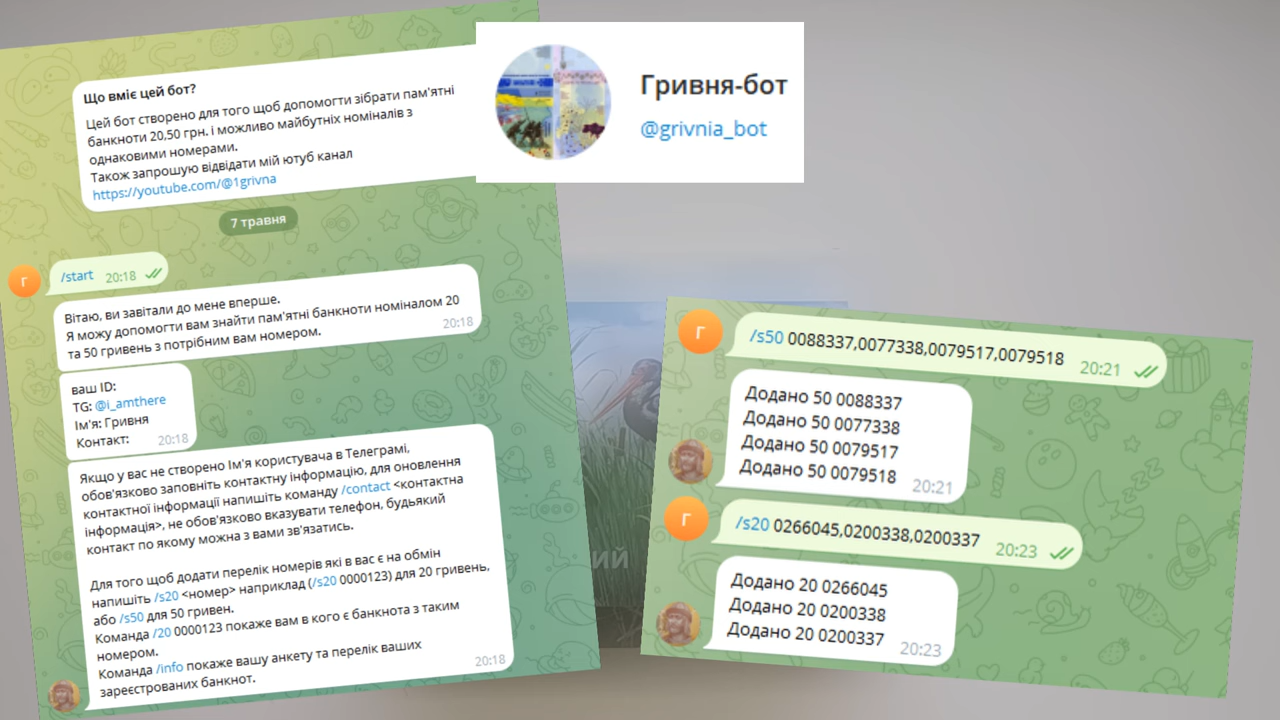 Що вміє цей бот?
Цей бот створено для того щоб допомогти зібрати пам'ятні
банкноти 20,50 грн. і можливо майбутніх номіналів з
однаковими номерами.
Також запрошую відвідати мій ютуб канал
https://youtube.com/@1grivna
7 травня
Г
/start 20:18
Вітаю, ви завітали до мене вперше.
Я можу допомогти вам знайти пам'ятні банкноти номіналом 20
та 50 гривень з потрібним вам номером.
20:18
ваш ID:
TG: @i_amthere
Ім'я: Гривня
Контакт: 20:18
Якщо у вас не створено Ім'я користувача в Телеграмі,
обов'язково заповніть контактну інформацію, для оновлення
контактної інформації напишіть команду /contact <контактна
інформація>, не обов'язково вказувати телефон, будьякий
контакт по якому можна з вами зв'язатись.
Для того щоб додати перелік номерів які в вас є на обмін
напишіть /s20 <номер> наприклад (/s20 0000123) для 20 гривень,
або /s50 для 50 гривен.
Команда /20 0000123 покаже вам в кого є банкнота з таким
номером.
Команда /info покаже вашу анкету та перелік ваших
зареєстрованих банкнот.
20:18
Гривня-бот
@grivnia_bot
ИЙ
Г
/s50 0088337,0077338,0079517,0079518 20:21
Додано 50 0088337
Додано 50 0077338
Додано 50 0079517
Додано 50 0079518
20:21
Г
/s20 0266045,0200338,0200337 20:23
Додано 20 0266045
Додано 20 0200338
Додано 20 0200337
20:23